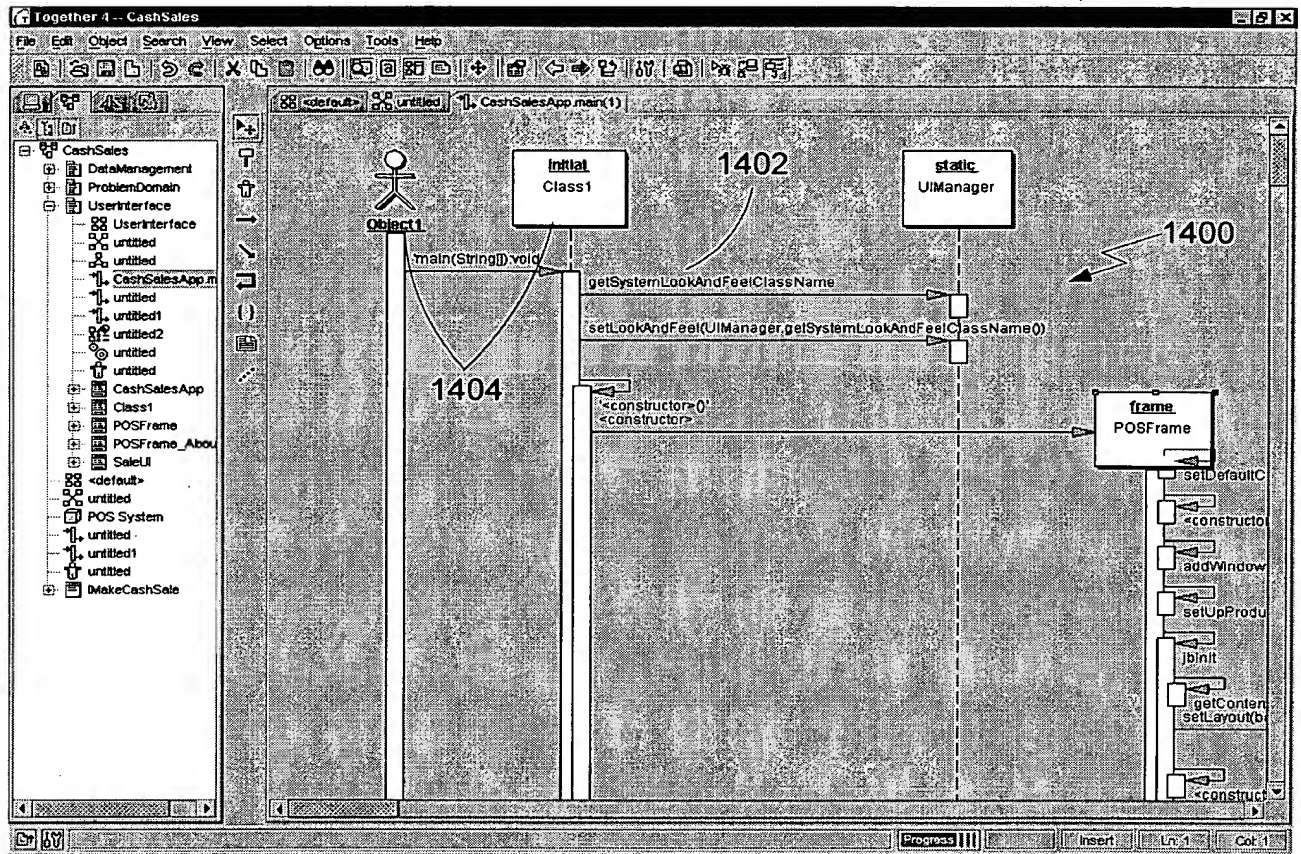 Together 4 -- CashSales
File Edit Object Search View Select Options Tools Help
<default> untitled CashSalesApp.main(1)
CashSales
DataManagement
ProblemDomain
UserInterface
UserInterface
untitled
untitled
CashSalesApp.m
untitled
untitled1
untitled2
untitled
untitled
CashSalesApp
Class1
POSFrame
POSFrame_Abou
SaleUI
<default>
untitled
POS System
untitled
untitled1
untitled
IMakeCashSale
Object1
Initial
Class1
1402
static
UIManager
1400
'main(String[]):void
getSystemLookAndFeelClassName
'setLookAndFeel(UIManager.getSystemLookAndFeelClassName())
1404
'<constructor>()'
<constructor>
frame
POSFrame
setDefaultC
<constructor
addWindow
setUpProdu
jbInit
getConten
setLayout(b
<construct
Progress
Insert
Ln: 1
Col: 1